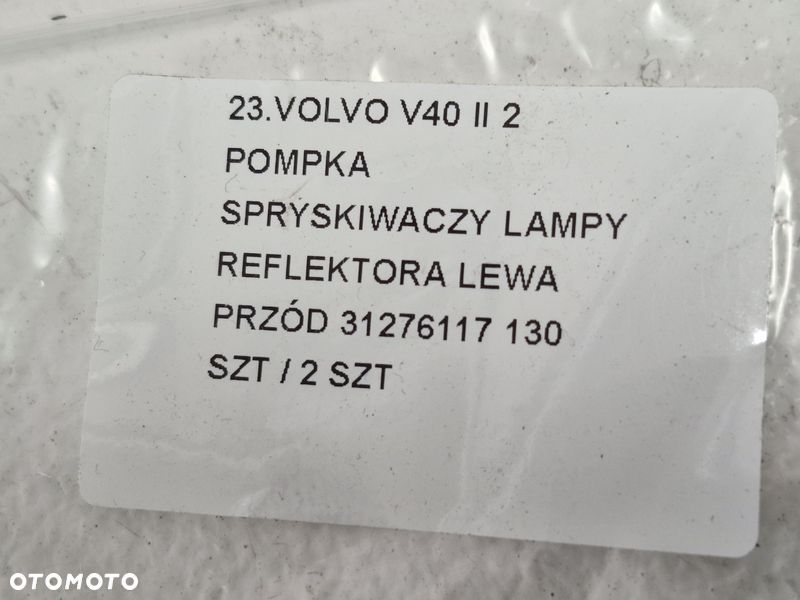 23.VOLVO V40 II 2
POMPKA
SPRYSKIWACZY LAMPY
REFLEKTORA LEWA
PRZÓD 31276117 130
SZT / 2 SZT
OTOMOTO